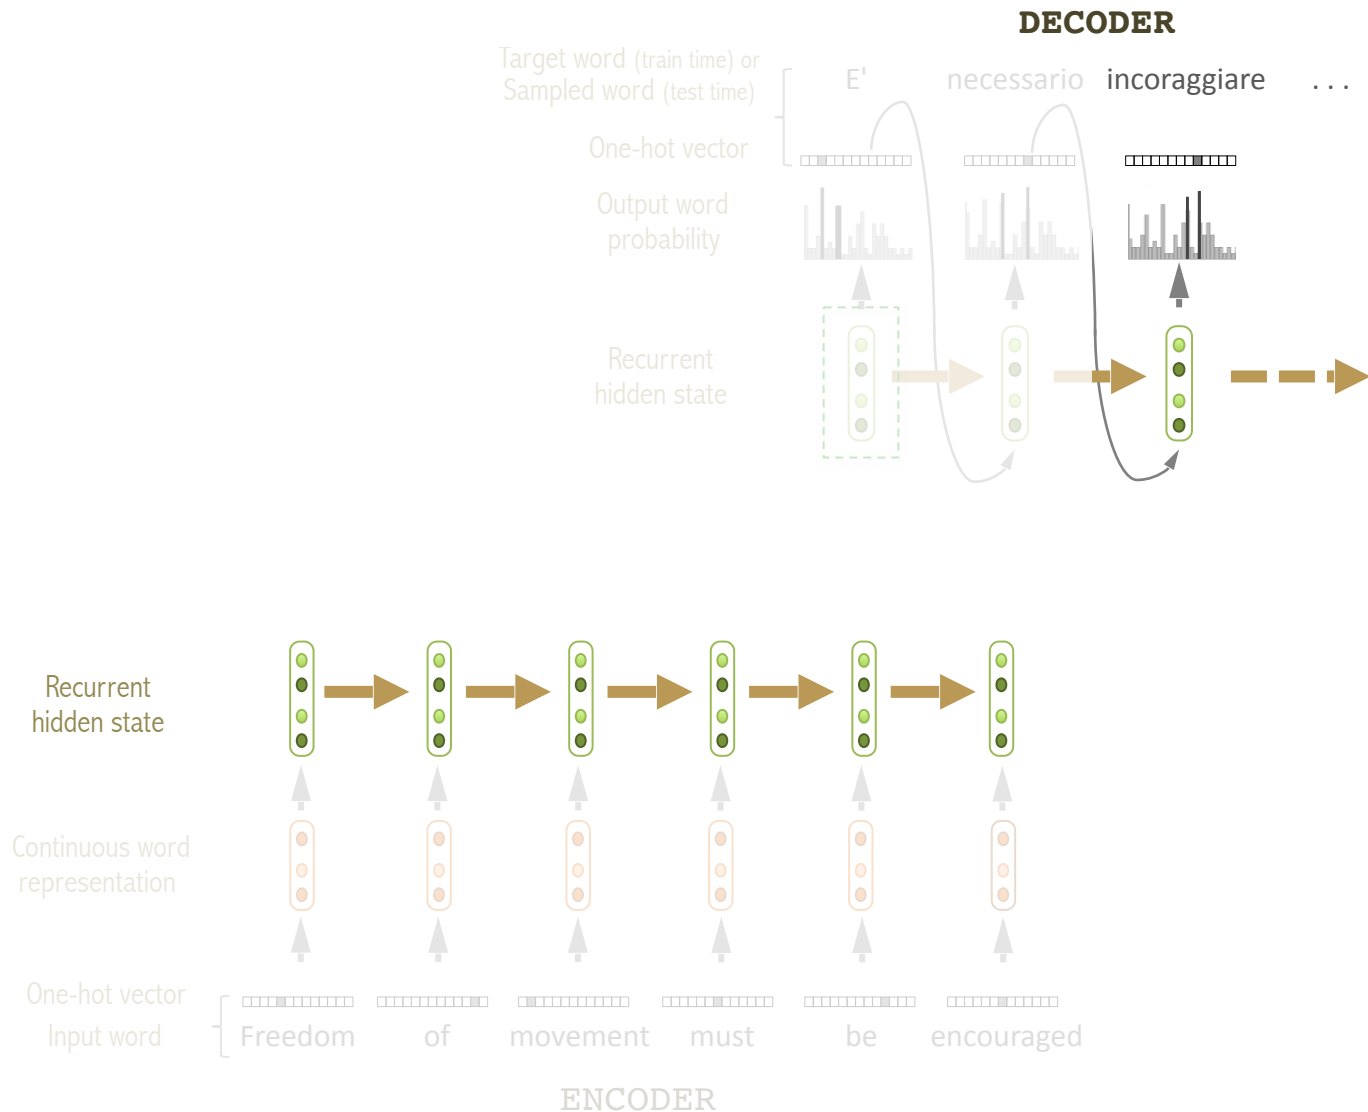 DECODER
Target word (train time) or
Sampled word (test time)
E' necessario incoraggiare ...
One-hot vector
Output word
probability
Recurrent
hidden state
Recurrent
hidden state
Continuous word
representation
One-hot vector
Input word
Freedom of movement must be encouraged
ENCODER